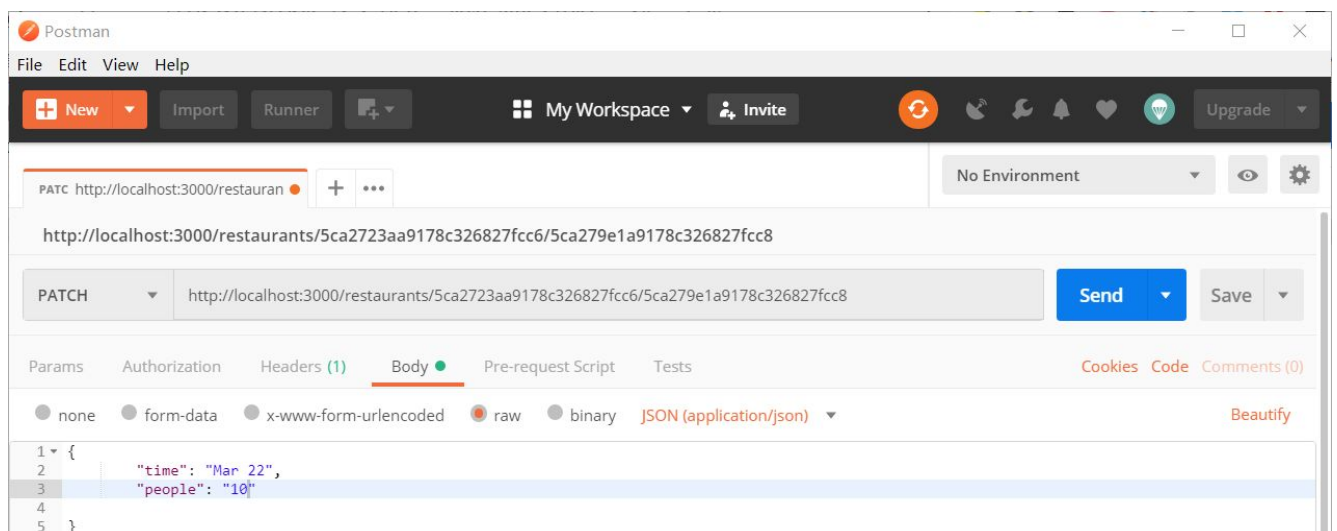 Postman
File Edit View Help
New Import Runner My Workspace Invite Upgrade
PATC http://localhost:3000/restauran + •••
No Environment
http://localhost:3000/restaurants/5ca2723aa9178c326827fcc6/5ca279e1a9178c326827fcc8
PATCH http://localhost:3000/restaurants/5ca2723aa9178c326827fcc6/5ca279e1a9178c326827fcc8 Send Save
Params Authorization Headers (1) Body Pre-request Script Tests Cookies Code Comments (0)
none form-data x-www-form-urlencoded raw binary JSON (application/json) Beautify
1 {
2 "time": "Mar 22",
3 "people": "10"
4
5 }